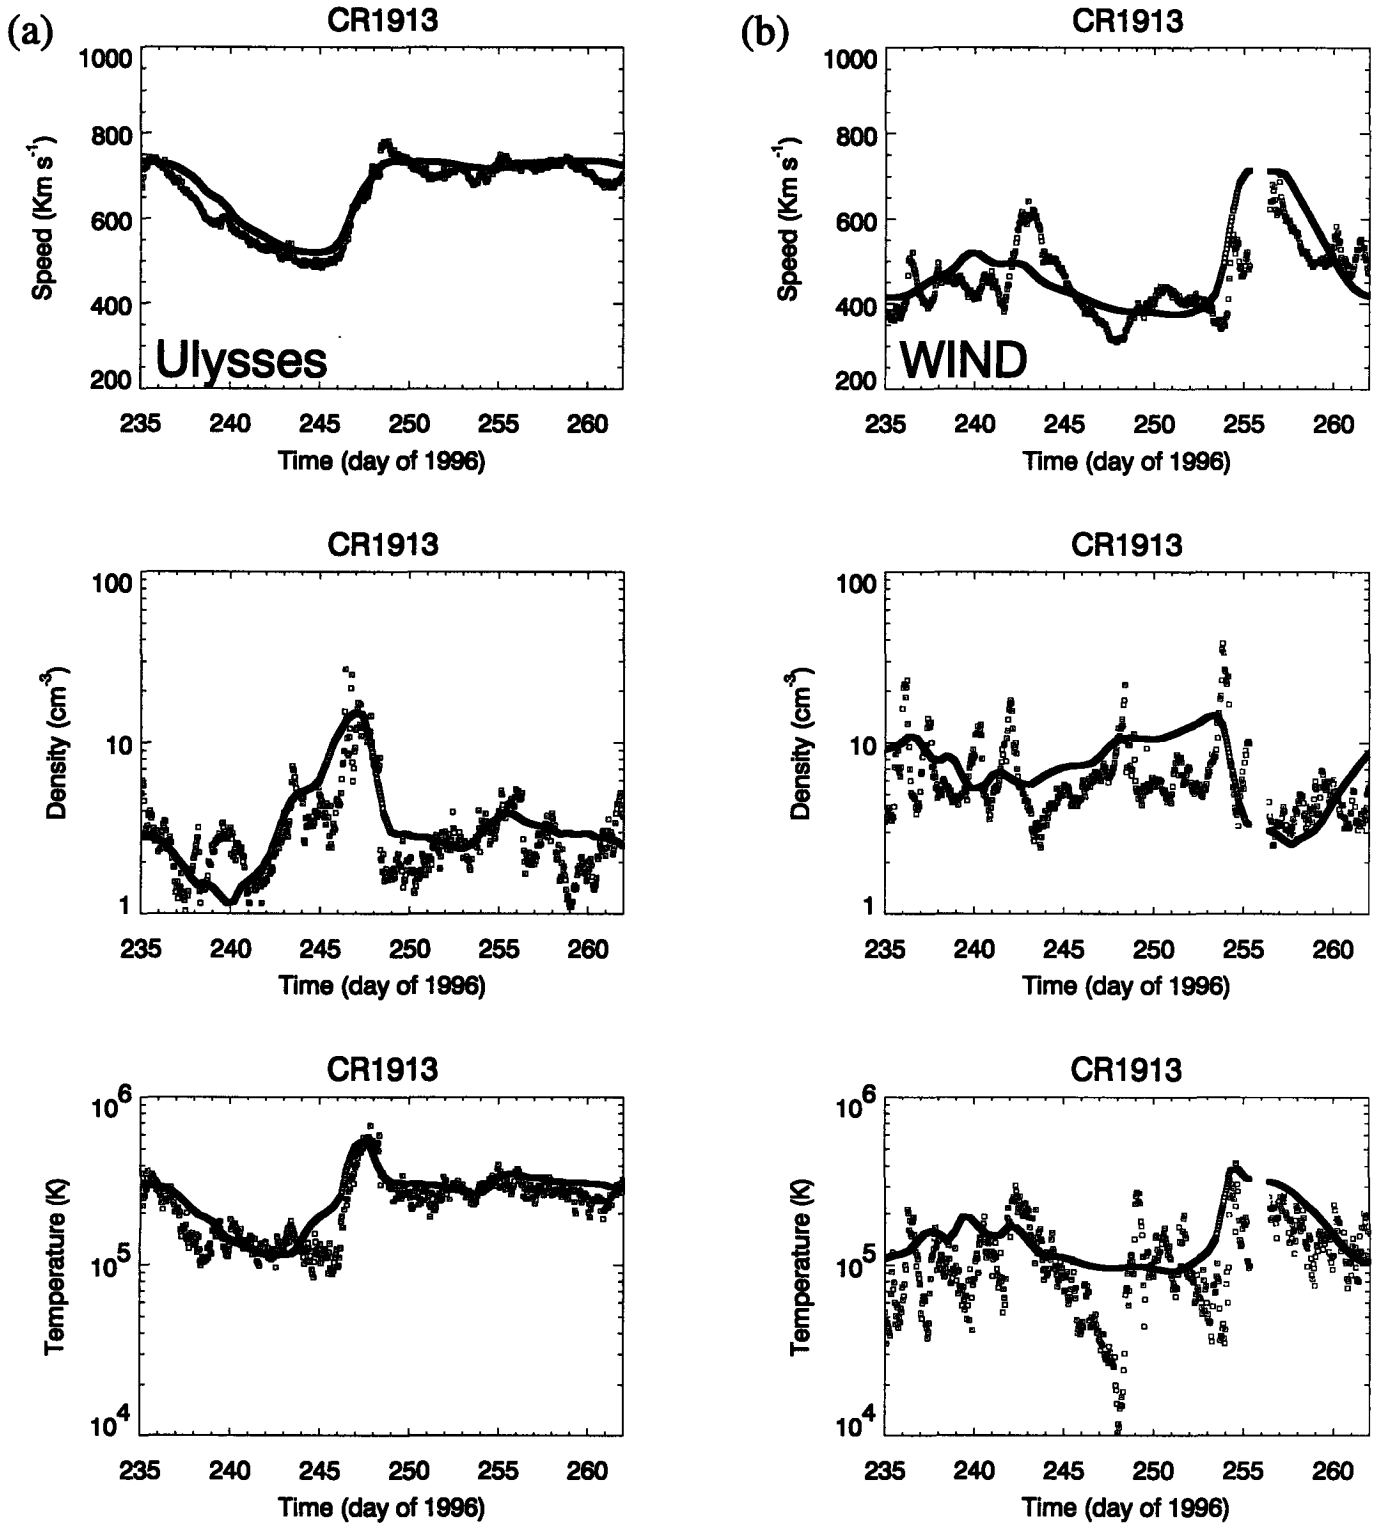 (a)
CR1913
1000
800
600
400
200
Speed (Km s-1)
Ulysses
235 240 245 250 255 260
Time (day of 1996)
CR1913
100
10
1
Density (cm-3)
235 240 245 250 255 260
Time (day of 1996)
CR1913
10^6
10^5
10^4
Temperature (K)
235 240 245 250 255 260
Time (day of 1996)
(b)
CR1913
1000
800
600
400
200
Speed (Km s-1)
WIND
235 240 245 250 255 260
Time (day of 1996)
CR1913
100
10
1
Density (cm-3)
235 240 245 250 255 260
Time (day of 1996)
CR1913
10^6
10^5
10^4
Temperature (K)
235 240 245 250 255 260
Time (day of 1996)